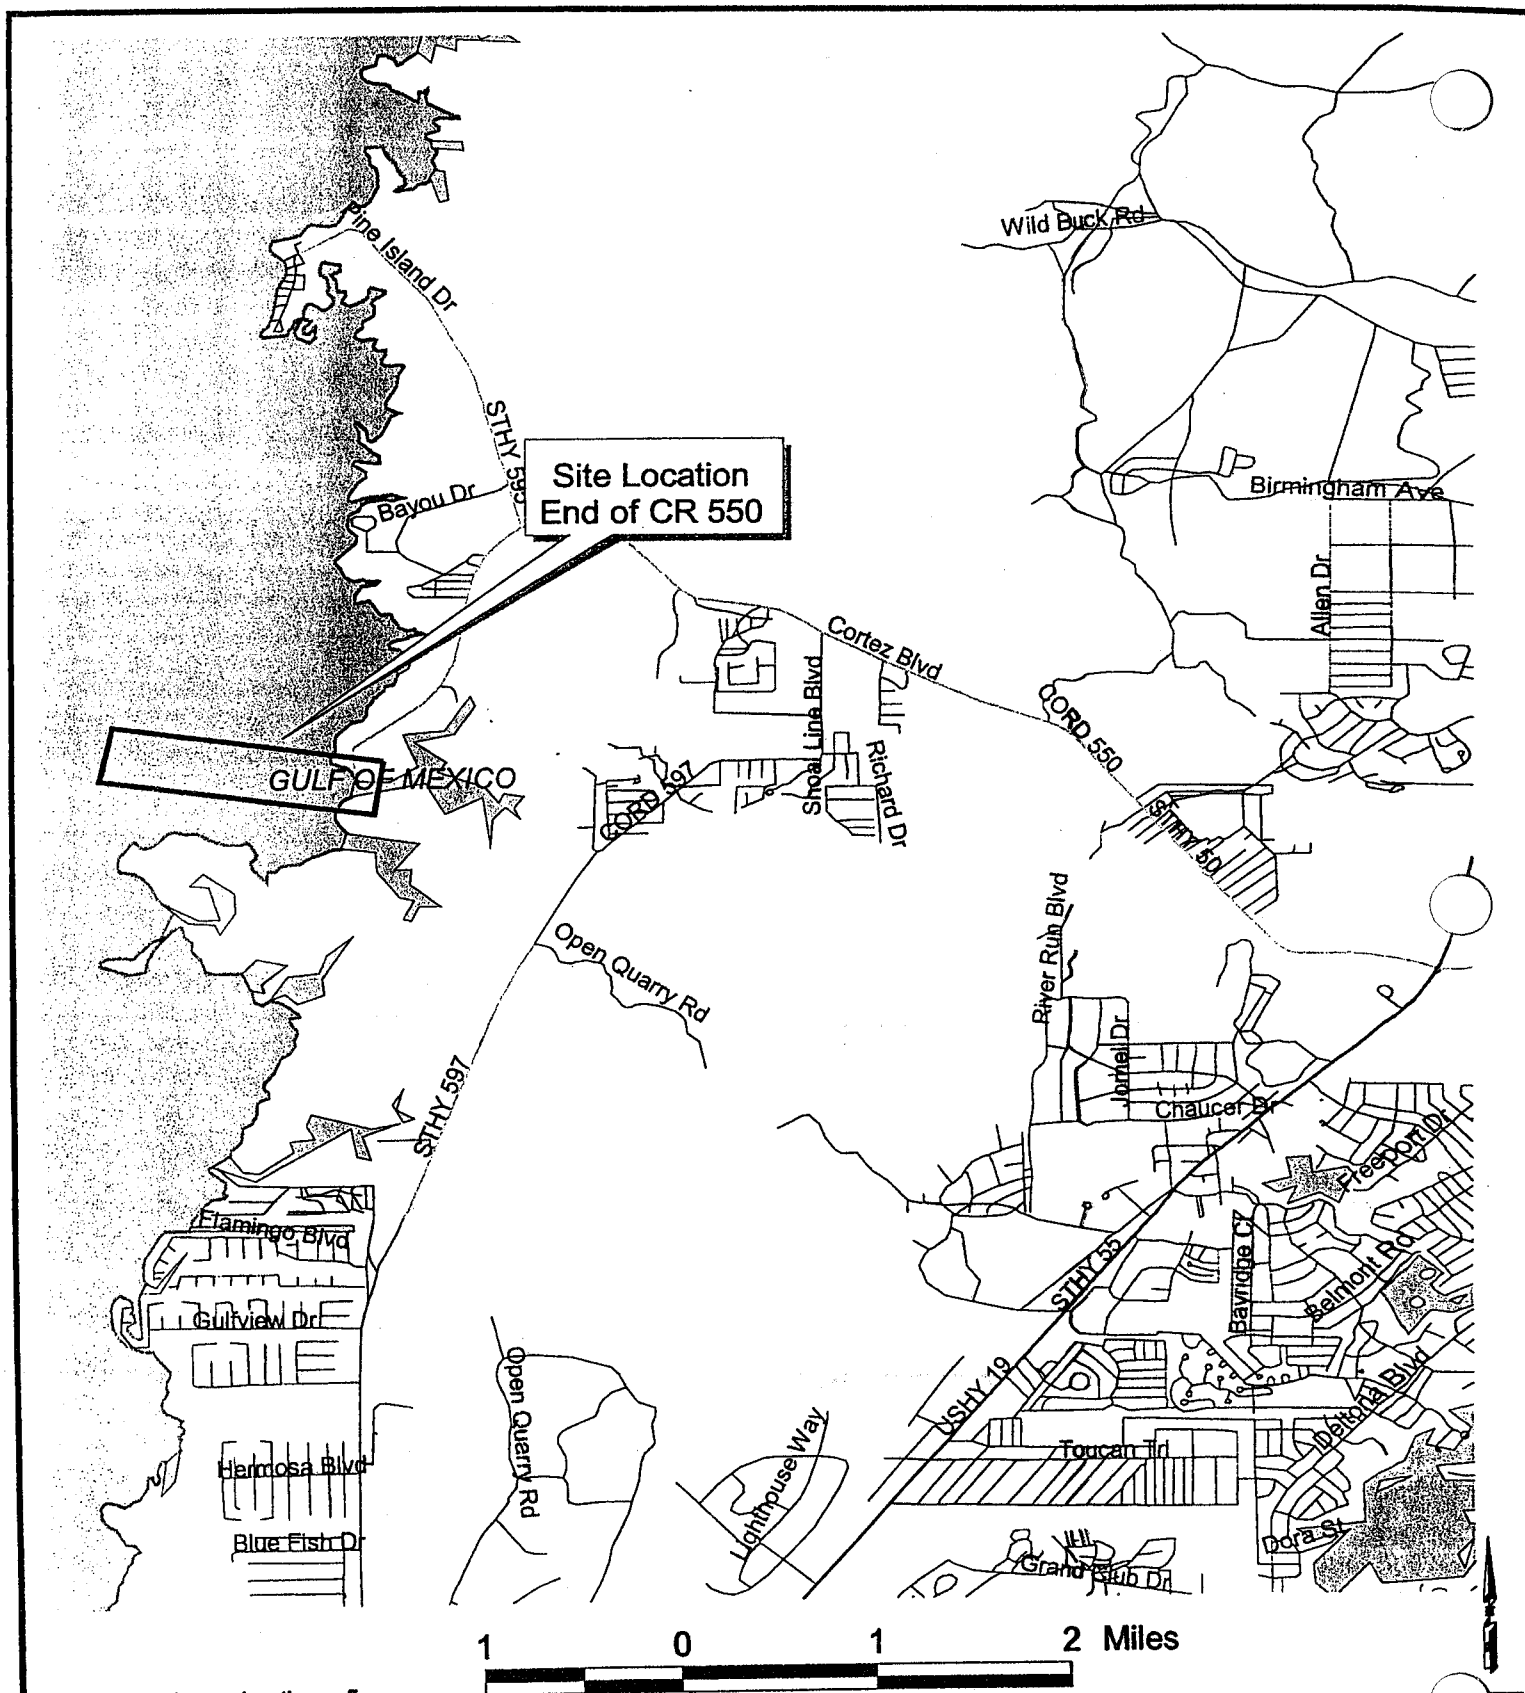 Pine Island Dr
Wild Buck Rd
STHY 595
Site Location
End of CR 550
Bayou Dr
Birmingham Ave
Allen Dr
Cortez Blvd
Shoal Line Blvd
CORD 550
Richard Dr
CORD 597
GULF OF MEXICO
STHY 50
River Run Blvd
Open Quarry Rd
Jomel Dr
STHY 597
Chaucer Dr
Freeport Dr
Flamingo Blvd
STHY 55
Bayridge Ct
Belmont Rd
Gulfview Dr
Open Quarry Rd
USHY 19
Deltona Blvd
Lighthouse Way
Toucan Trl
Hermosa Blvd
Blue Fish Dr
Dora St
Grand Club Dr
1 0 1 2 Miles